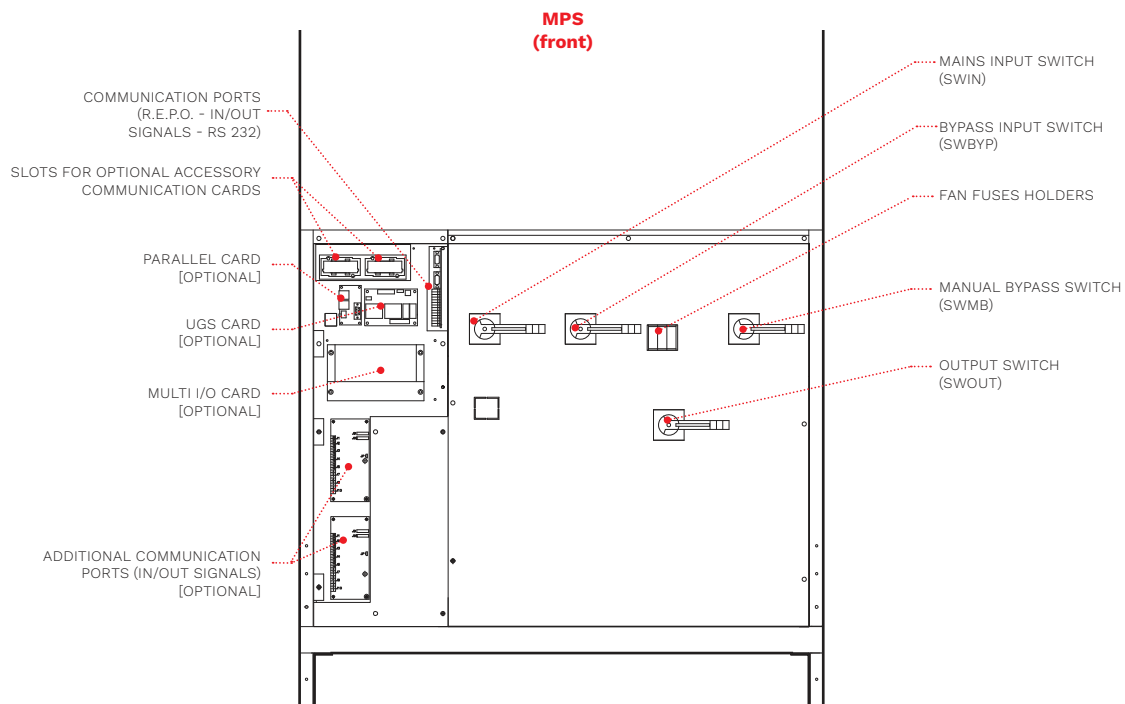 MPS
(front)
COMMUNICATION PORTS
(R.E.P.O. - IN/OUT
SIGNALS - RS 232)
SLOTS FOR OPTIONAL ACCESSORY
COMMUNICATION CARDS
PARALLEL CARD
[OPTIONAL]
UGS CARD
[OPTIONAL]
MULTI I/O CARD
[OPTIONAL]
ADDITIONAL COMMUNICATION
PORTS (IN/OUT SIGNALS)
[OPTIONAL]
MAINS INPUT SWITCH
(SWIN)
BYPASS INPUT SWITCH
(SWBYP)
FAN FUSES HOLDERS
MANUAL BYPASS SWITCH
(SWMB)
OUTPUT SWITCH
(SWOUT)